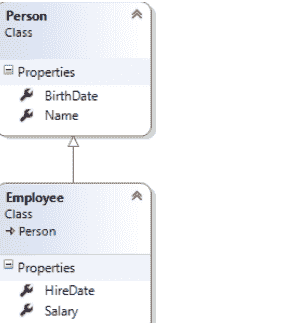 Person
Class
Properties
BirthDate
Name
Employee
Class
Person
Properties
HireDate
Salary